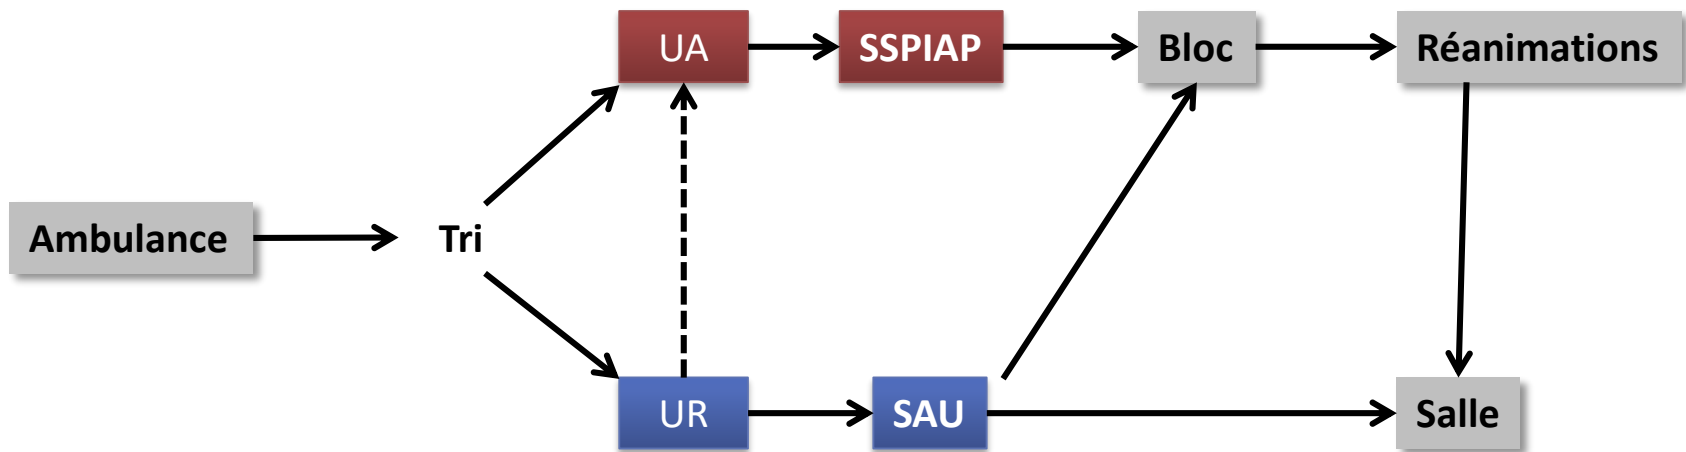 UA
SSPIAP
Bloc
Réanimations
Ambulance
Tri
UR
SAU
Salle